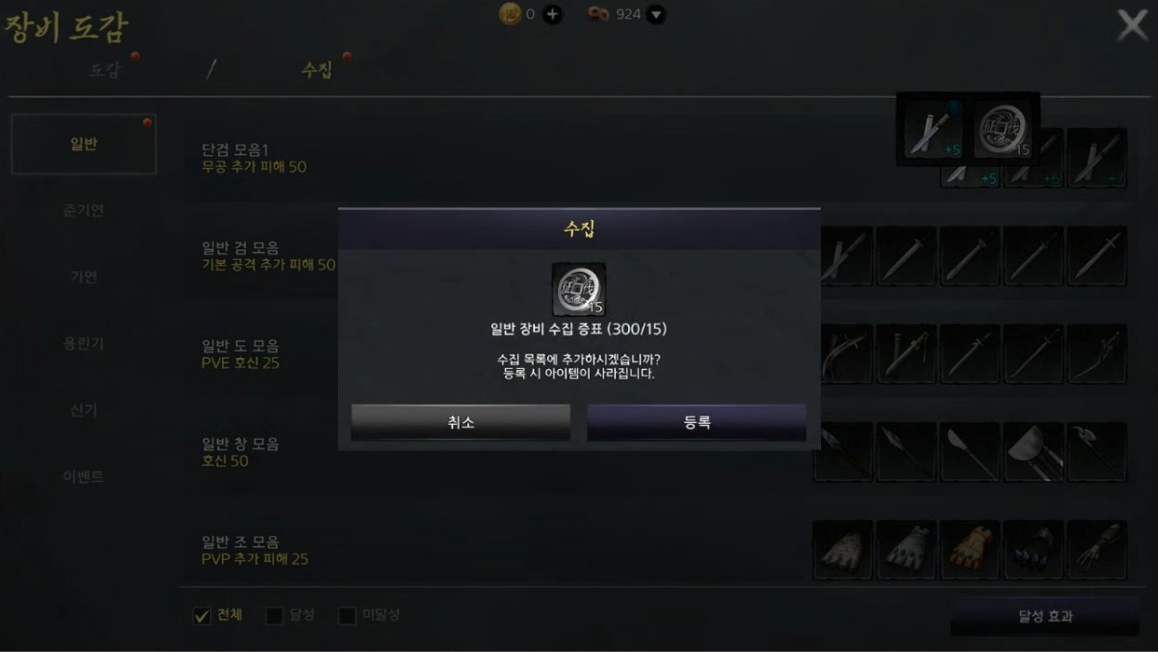 장비 도감
0
924
도감 / 수집
일반
준기연
기연
용린기
신기
이벤트
단검 모음1
무공 추가 피해 50
+5
15
+5
+6
+7
일반 검 모음
기본 공격 추가 피해 50
일반 도 모음
PVE 호신 25
일반 창 모음
호신 50
일반 조 모음
PVP 추가 피해 25
수집
15
일반 장비 수집 증표 (300/15)
수집 목록에 추가하시겠습니까?
등록 시 아이템이 사라집니다.
취소
등록
전체
달성
미달성
달성 효과